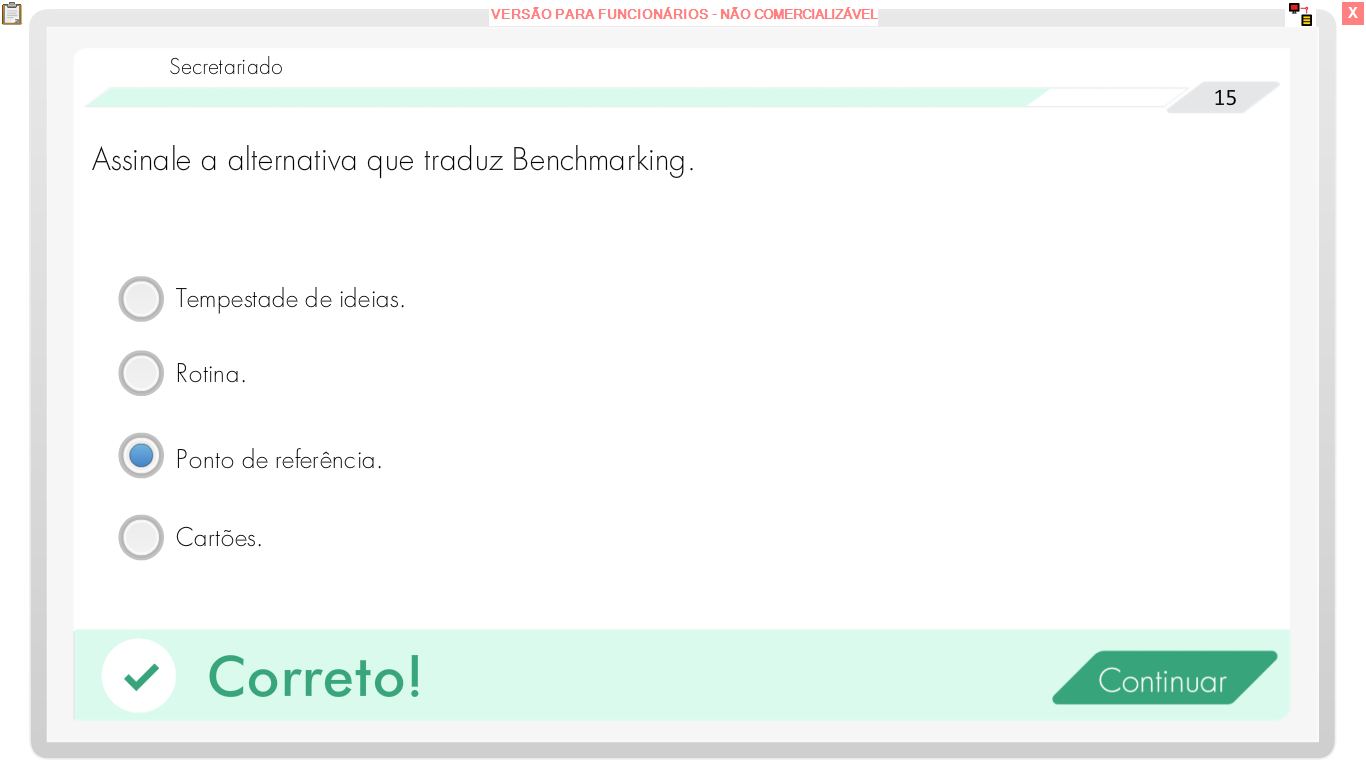 VERSÃO PARA FUNCIONÁRIOS - NÃO COMERCIALIZÁVEL
X
Secretariado
15
Assinale a alternativa que traduz Benchmarking.
Tempestade de ideias.
Rotina.
Ponto de referência.
Cartões.
Correto!
Continuar